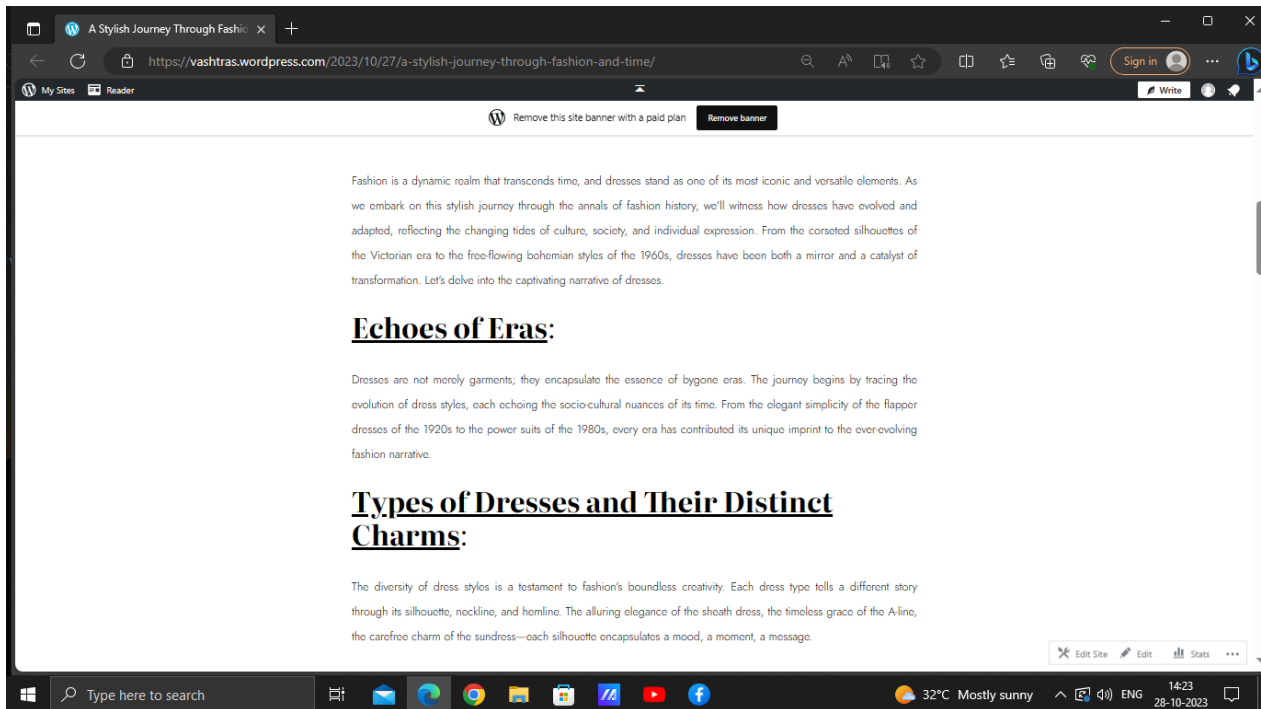 A Stylish Journey Through Fashio
https://vashtras.wordpress.com/2023/10/27/a-stylish-journey-through-fashion-and-time/
Sign in
My Sites
Reader
Write
Remove this site banner with a paid plan
Remove banner
Fashion is a dynamic realm that transcends time, and dresses stand as one of its most iconic and versatile elements. As
we embark on this stylish journey through the annals of fashion history, we'll witness how dresses have evolved and
adapted, reflecting the changing tides of culture, society, and individual expression. From the corseted silhouettes of
the Victorian era to the free-flowing bohemian styles of the 1960s, dresses have been both a mirror and a catalyst of
transformation. Let's delve into the captivating narrative of dresses.
Echoes of Eras:
Dresses are not merely garments; they encapsulate the essence of bygone eras. The journey begins by tracing the
evolution of dress styles, each echoing the socio-cultural nuances of its time. From the elegant simplicity of the flapper
dresses of the 1920s to the power suits of the 1980s, every era has contributed its unique imprint to the ever-evolving
fashion narrative.
Types of Dresses and Their Distinct
Charms:
The diversity of dress styles is a testament to fashion's boundless creativity. Each dress type tells a different story
through its silhouette, neckline, and hemline. The alluring elegance of the sheath dress, the timeless grace of the A-line,
the carefree charm of the sundress—each silhouette encapsulates a mood, a moment, a message.
Edit Site
Edit
Stats
Type here to search
32°C Mostly sunny
ENG
14:23
28-10-2023